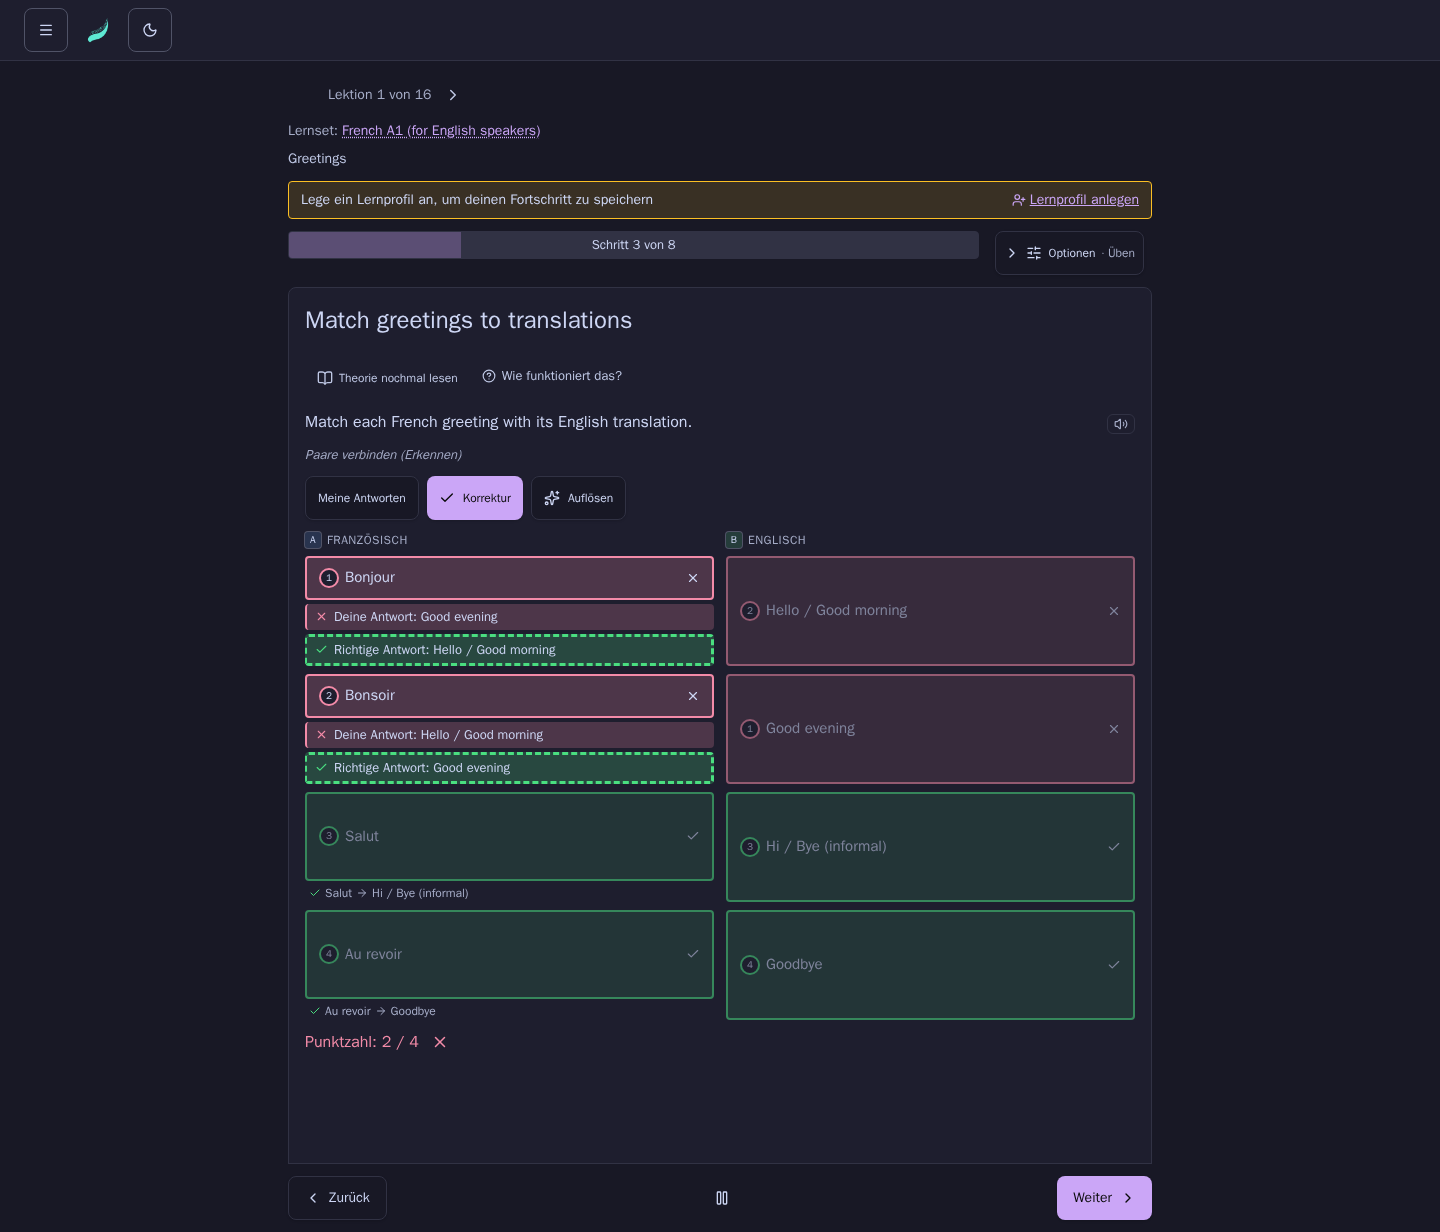 Lektion 1 von 16
Lernset: French A1 (for English speakers)
Greetings
Lege ein Lernprofil an, um deinen Fortschritt zu speichern
Lernprofil anlegen
Schritt 3 von 8
Optionen · Üben
Match greetings to translations
Theorie nochmal lesen
Wie funktioniert das?
Match each French greeting with its English translation.
Paare verbinden (Erkennen)
Meine Antworten
Korrektur
Auflösen
A FRANZÖSISCH
B ENGLISCH
1 Bonjour
Deine Antwort: Good evening
Richtige Antwort: Hello / Good morning
2 Hello / Good morning
2 Bonsoir
Deine Antwort: Hello / Good morning
Richtige Antwort: Good evening
1 Good evening
3 Salut
Salut → Hi / Bye (informal)
3 Hi / Bye (informal)
4 Au revoir
Au revoir → Goodbye
4 Goodbye
Punktzahl: 2 / 4
Zurück
Weiter